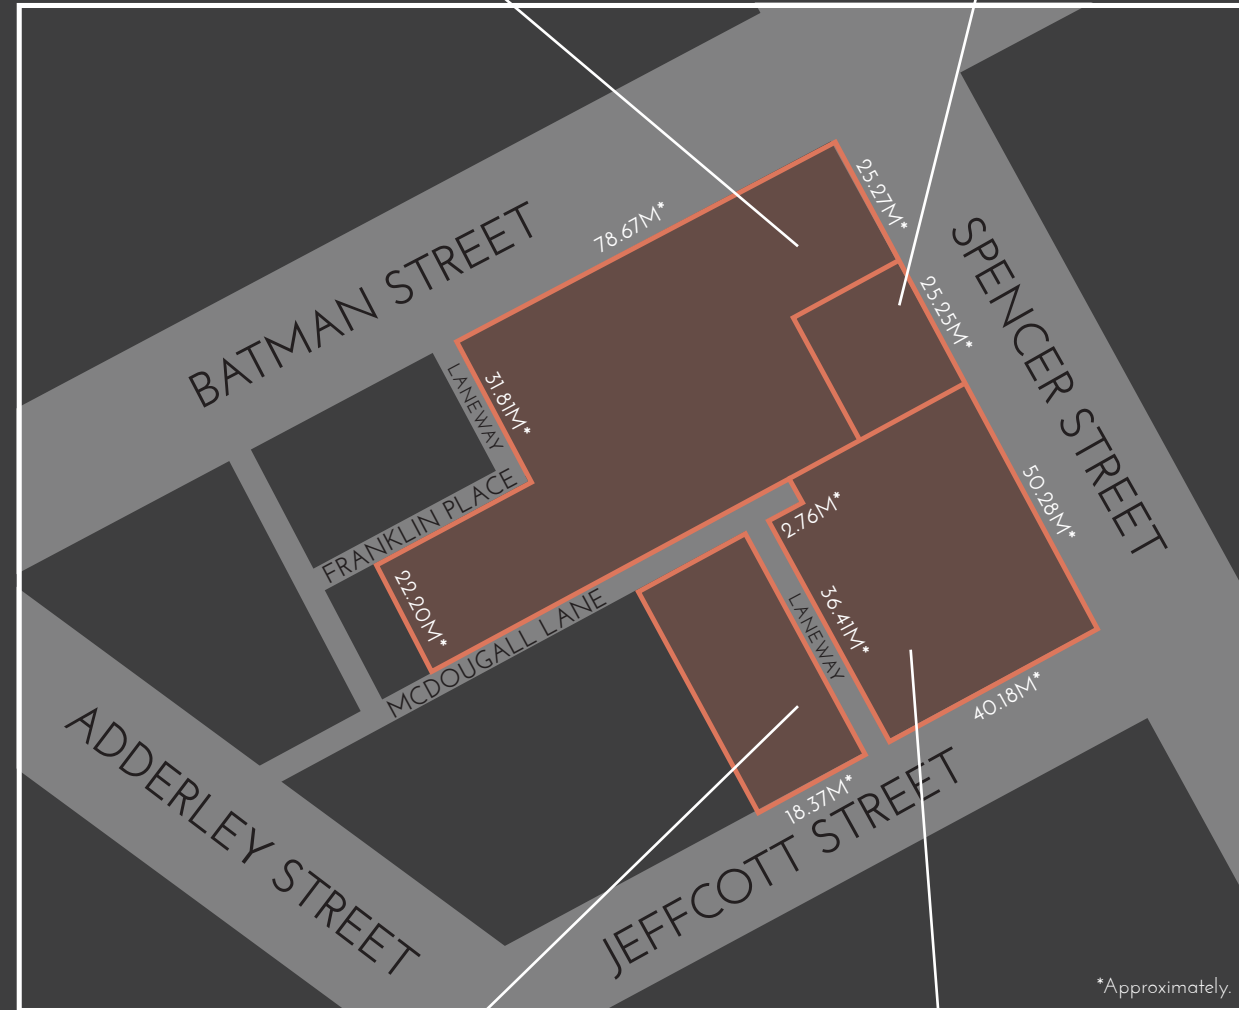 25.27M*
78.67M*
BATMAN STREET
SPENCER STREET
25.25M*
LANEWAY
31.81M*
FRANKLIN PLACE
22.20M*
MCDOUGALL LANE
2.76M*
50.28M*
LANEWAY
36.41M*
40.18M*
ADDERLEY STREET
18.37M*
JEFFCOTT STREET
*Approximately.